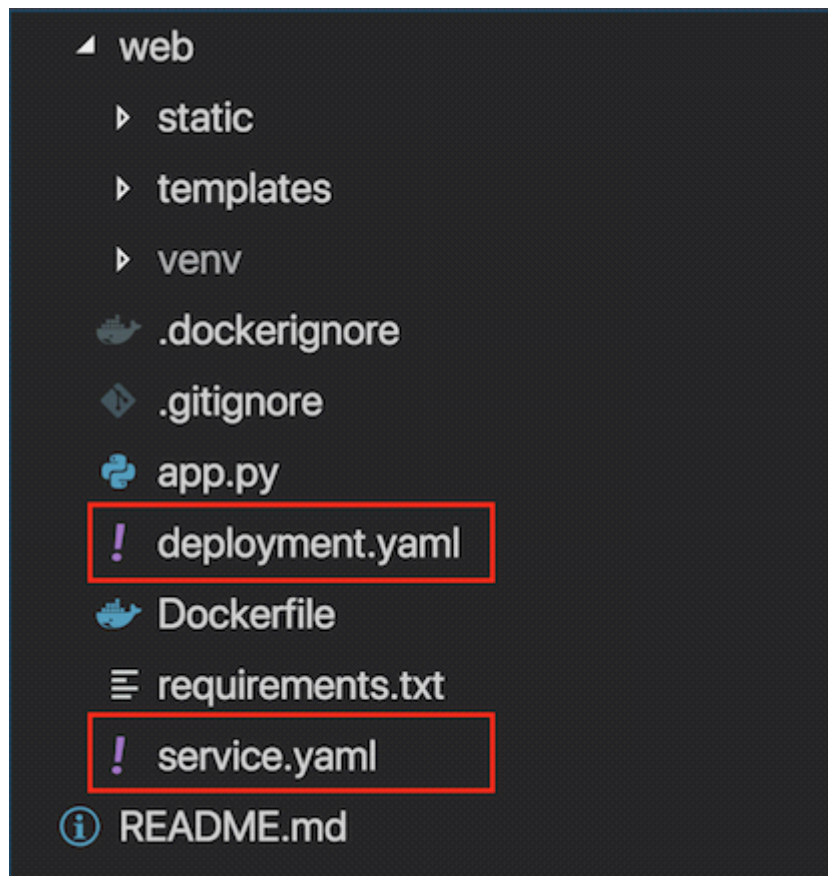 web
static
templates
venv
.dockerignore
.gitignore
app.py
! deployment.yaml
Dockerfile
requirements.txt
! service.yaml
README.md